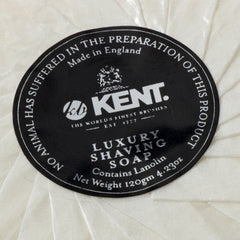 NO ANIMAL HAS SUFFERED IN THE PREPARATION OF THIS PRODUCT
Made in England
KENT.
THE WORLD'S FINEST BRUSHES
EST 1777
LUXURY
SHAVING
SOAP
Contains Lanolin
Net Weight 120gm 4.23oz